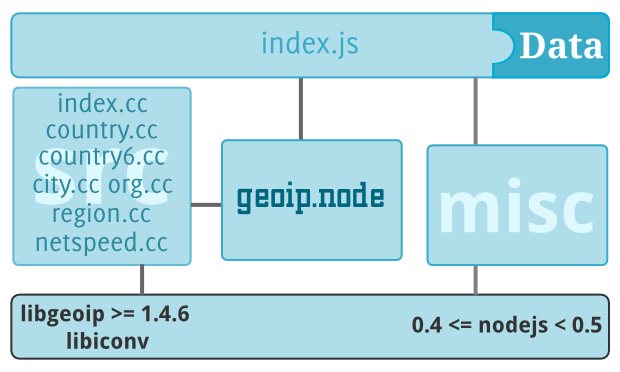 index.js
Data
src
index.cc
country.cc
country6.cc
city.cc org.cc
region.cc
netspeed.cc
geoip.node
misc
libgeoip >= 1.4.6
libiconv
0.4 <= nodejs < 0.5